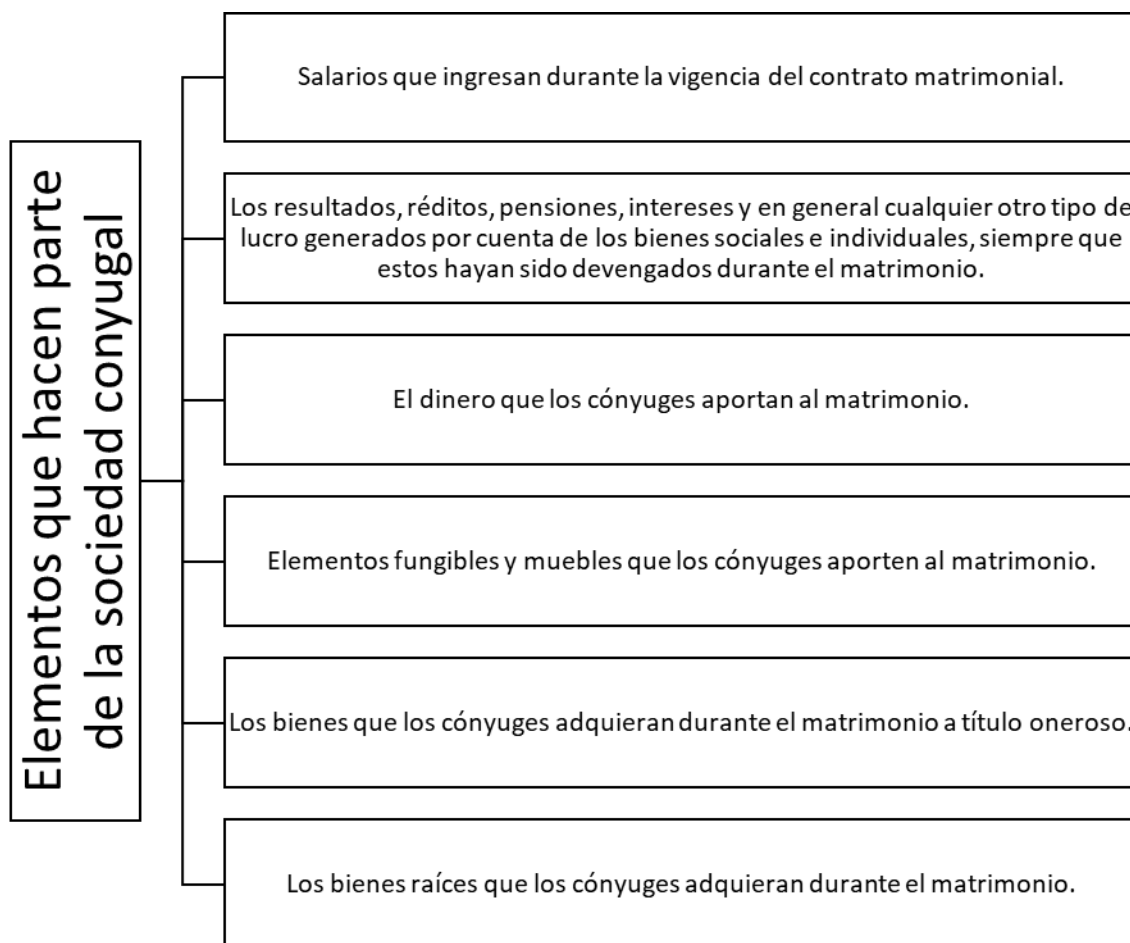 Elementos que hacen parte
de la sociedad conyugal
Salarios que ingresan durante la vigencia del contrato matrimonial.
Los resultados, réditos, pensiones, intereses y en general cualquier otro tipo de
lucro generados por cuenta de los bienes sociales e individuales, siempre que
estos hayan sido devengados durante el matrimonio.
El dinero que los cónyuges aportan al matrimonio.
Elementos fungibles y muebles que los cónyuges aporten al matrimonio.
Los bienes que los cónyuges adquieran durante el matrimonio a título oneroso.
Los bienes raíces que los cónyuges adquieran durante el matrimonio.